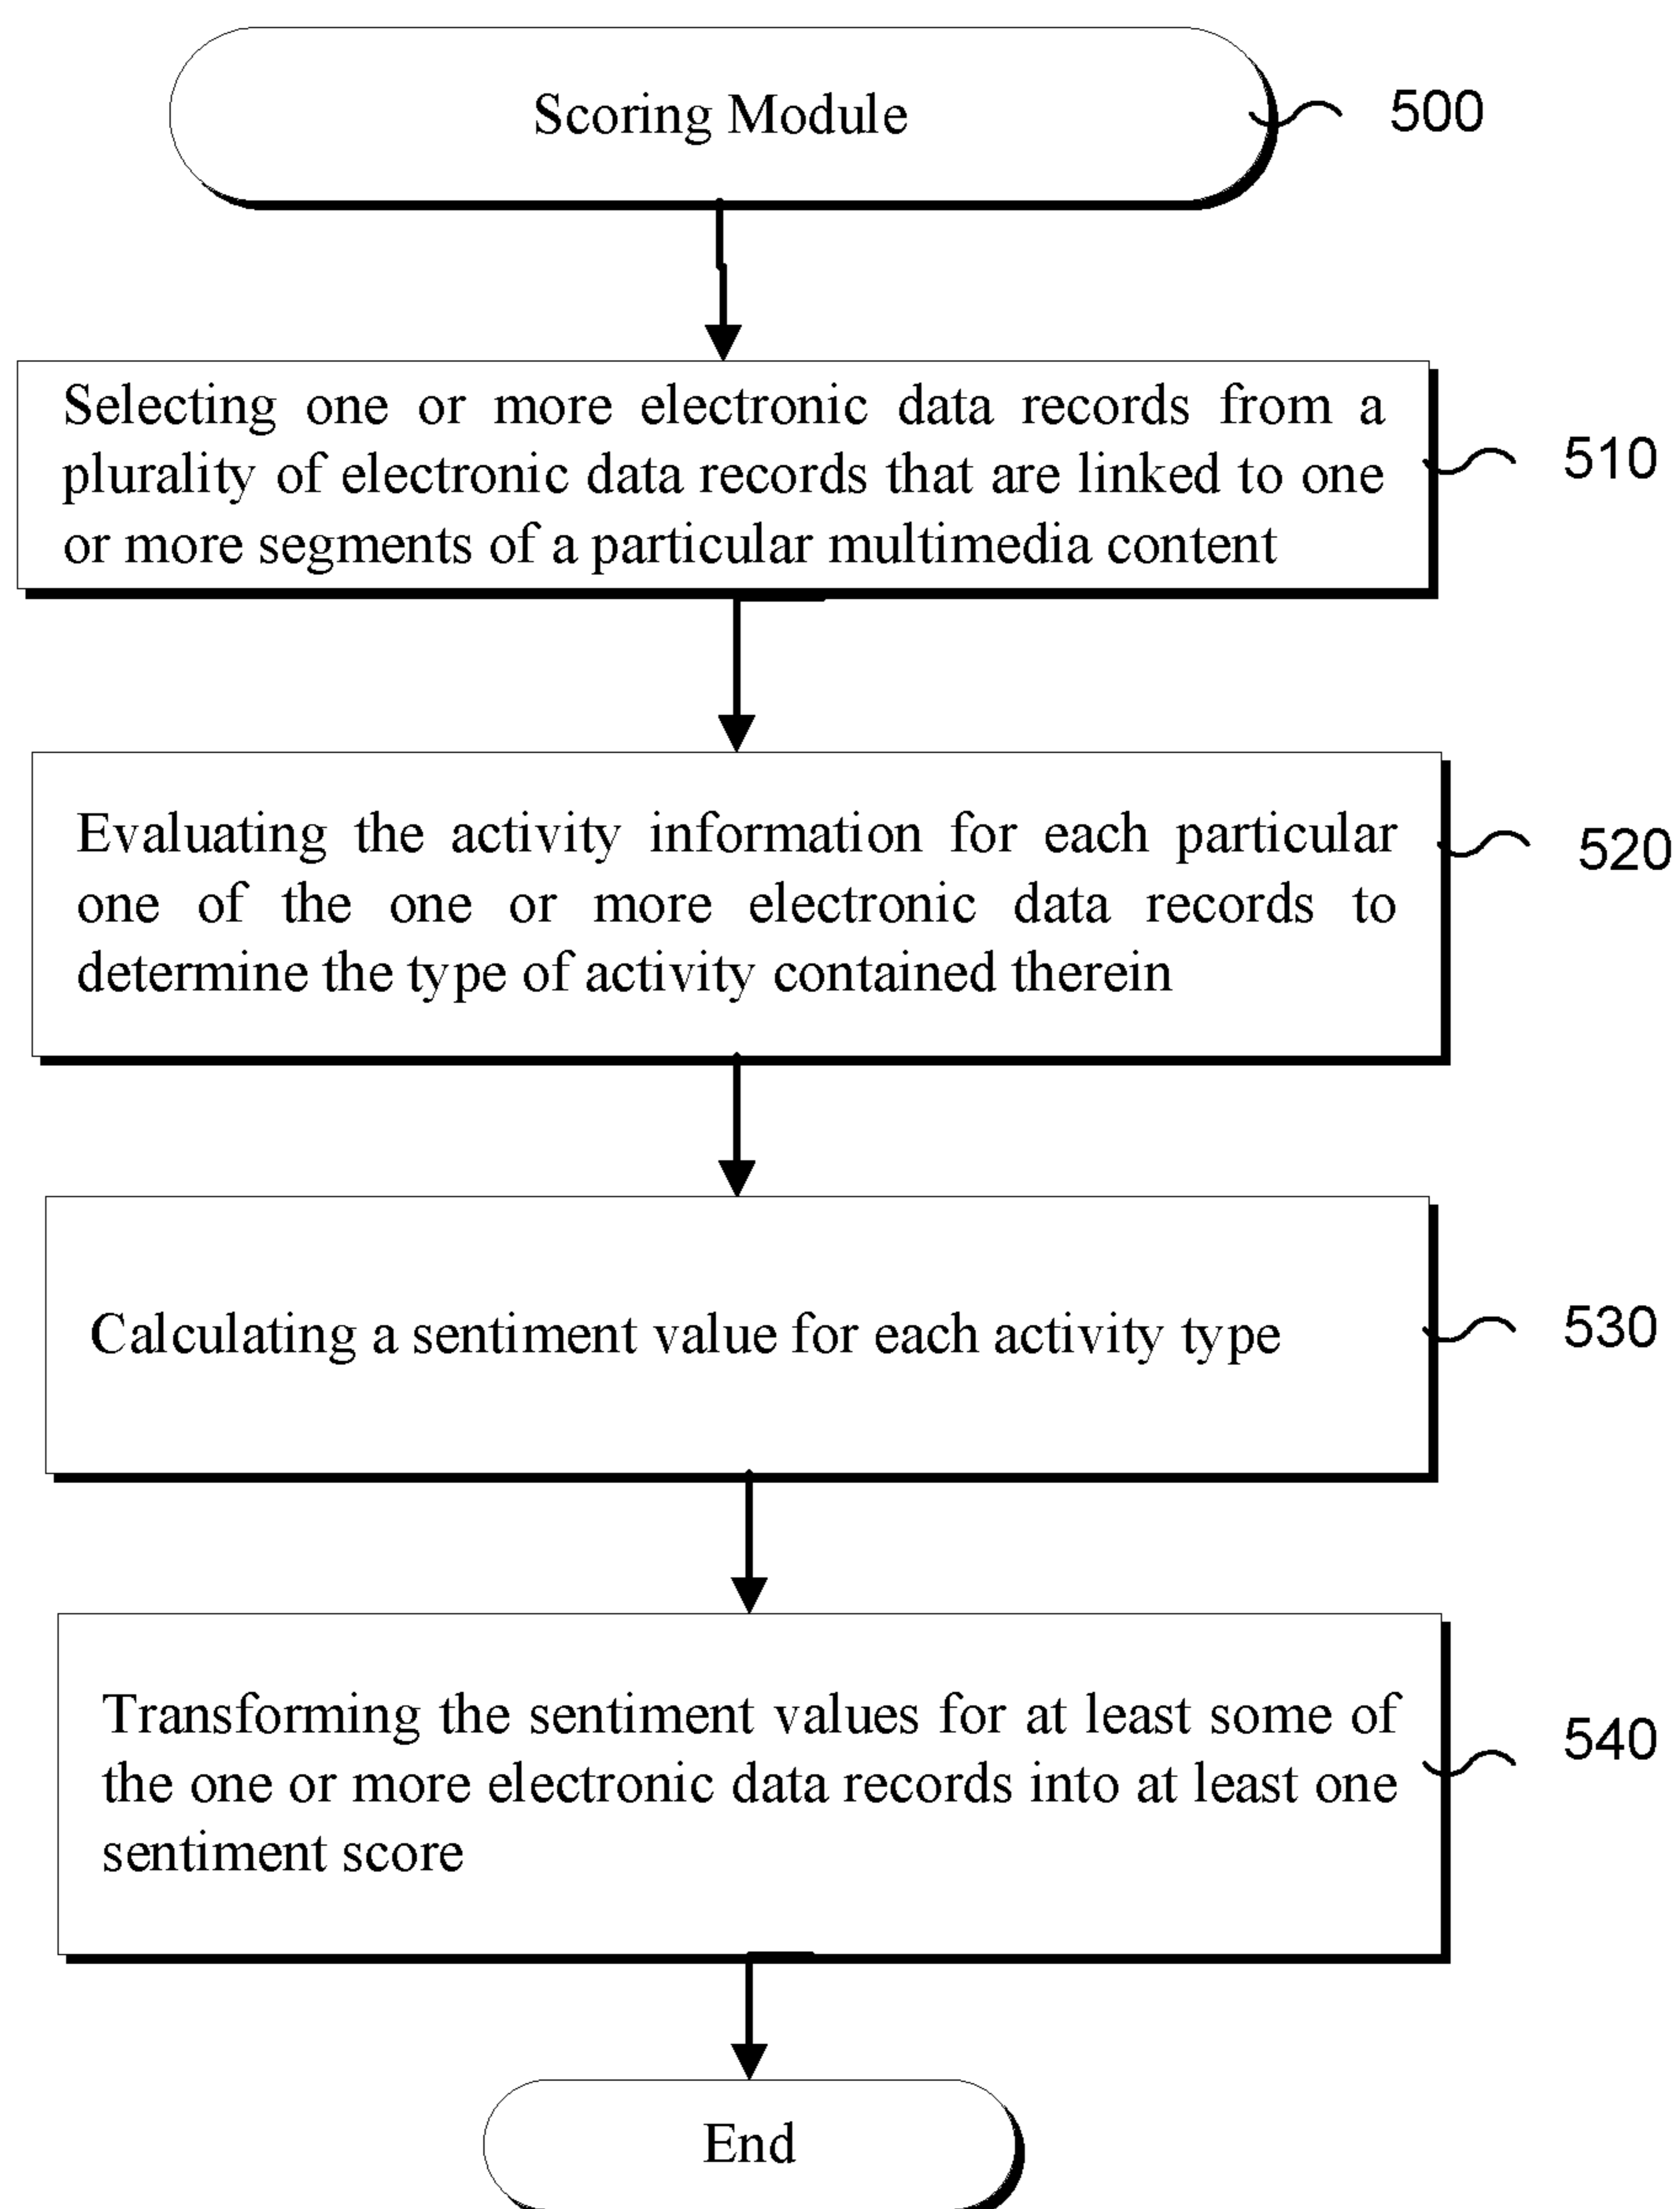 Scoring Module
500
Selecting one or more electronic data records from a
plurality of electronic data records that are linked to one
or more segments of a particular multimedia content
510
Evaluating the activity information for each particular
one of the one or more electronic data records to
determine the type of activity contained therein
520
Calculating a sentiment value for each activity type
530
Transforming the sentiment values for at least some of
the one or more electronic data records into at least one
sentiment score
540
End